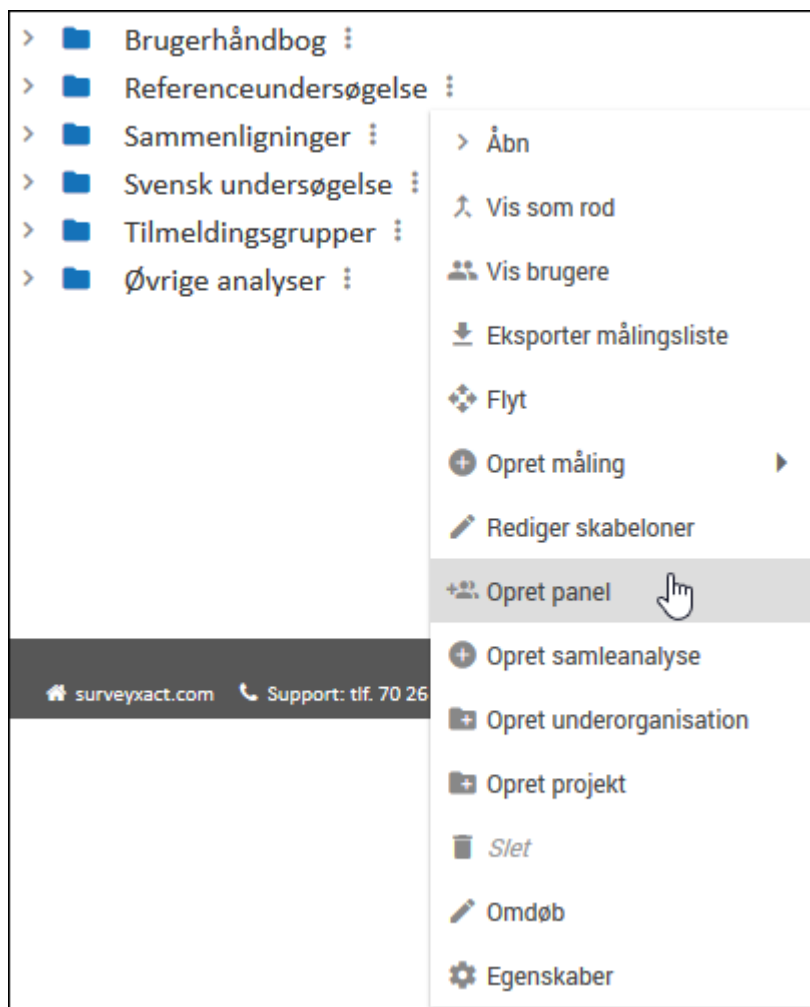 Brugerhåndbog
Referenceundersøgelse
Sammenligninger
Svensk undersøgelse
Tilmeldingsgrupper
Øvrige analyser
Åbn
Vis som rod
Vis brugere
Eksporter målingsliste
Flyt
Opret måling
Rediger skabeloner
Opret panel
Opret samleanalyse
Opret underorganisation
Opret projekt
Slet
Omdøb
Egenskaber
surveyxact.com Support: tlf. 70 26